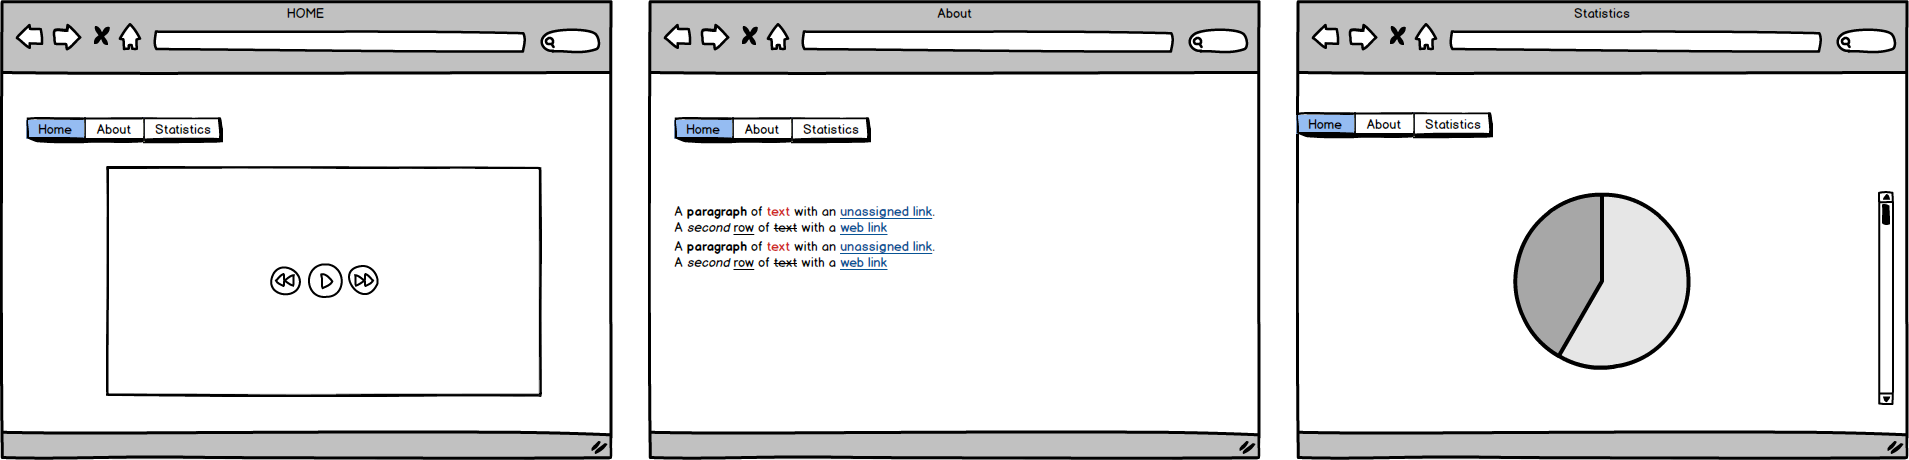 HOME
Home About Statistics
About
Home About Statistics
A paragraph of text with an unassigned link.
A second row of text with a web link
A paragraph of text with an unassigned link.
A second row of text with a web link
Statistics
Home About Statistics